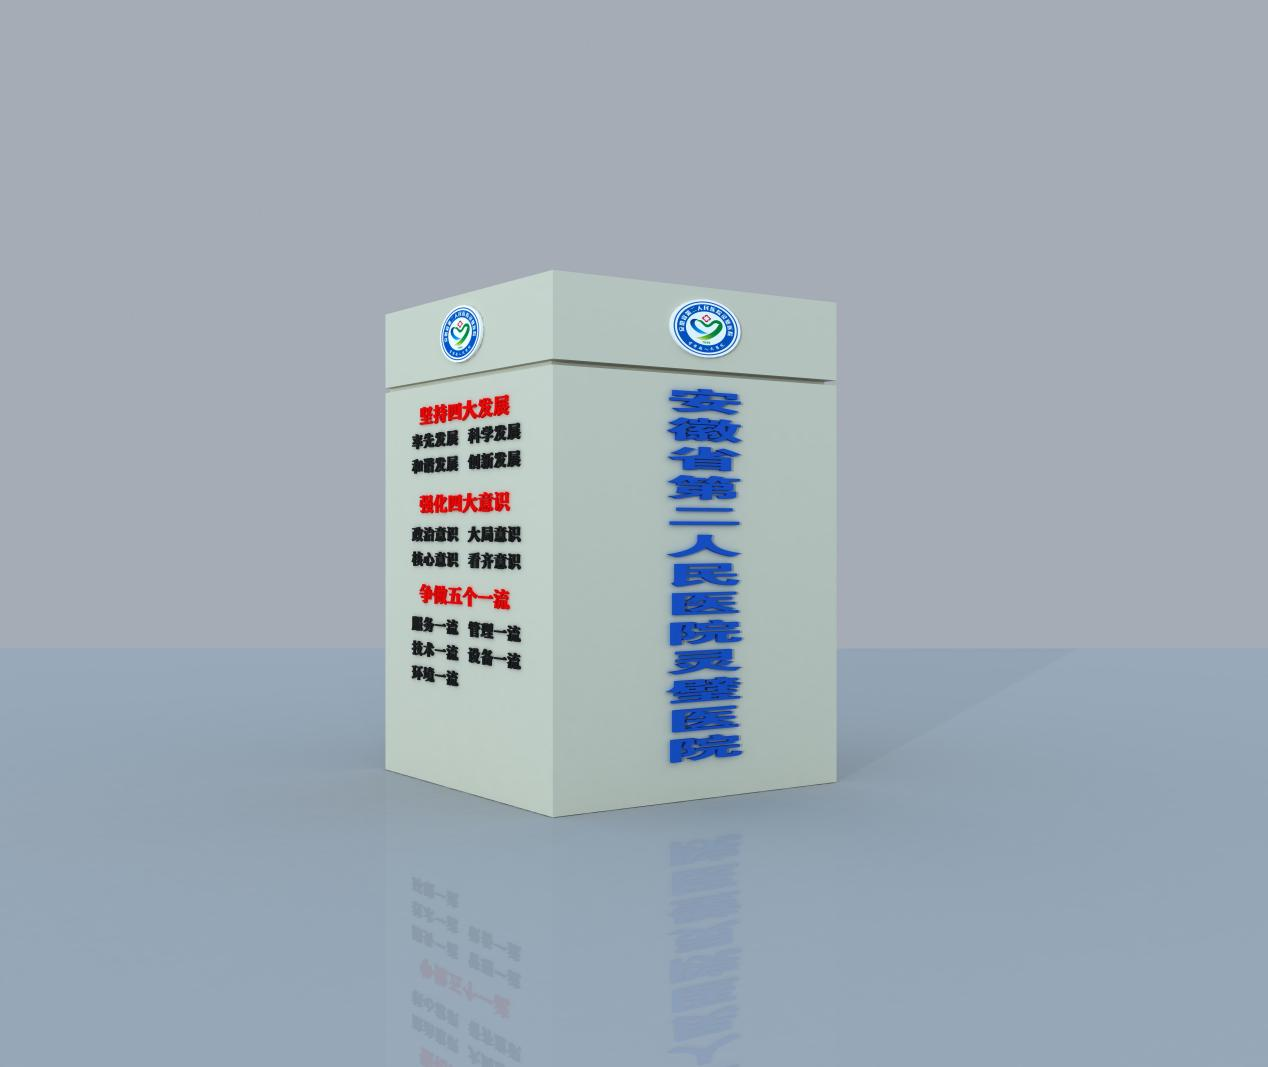 坚持四大发展
率先发展 科学发展
和谐发展 创新发展
强化四大意识
政治意识 大局意识
核心意识 看齐意识
争做五个一流
服务一流 管理一流
技术一流 设备一流
环境一流
安徽省第二人民医院灵璧医院